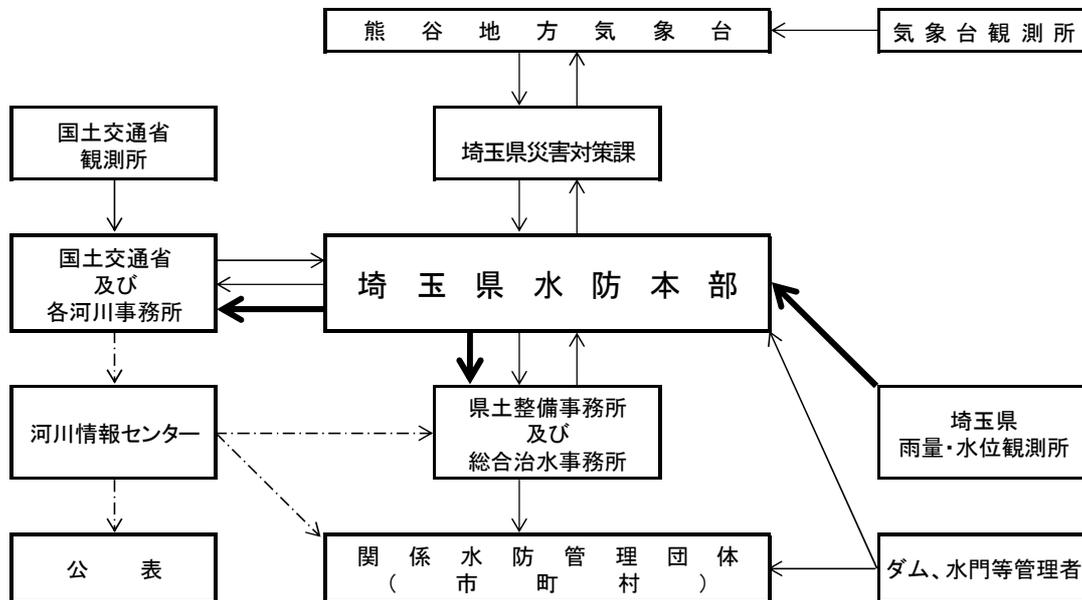 熊谷地方気象台
気象台観測所
国土交通省
観測所
埼玉県災害対策課
国土交通省
及び
各河川事務所
埼玉県水防本部
河川情報センター
県土整備事務所
及び
総合治水事務所
埼玉県
雨量・水位観測所
公表
関係水防管理団体
(市町村)
ダム、水門等管理者